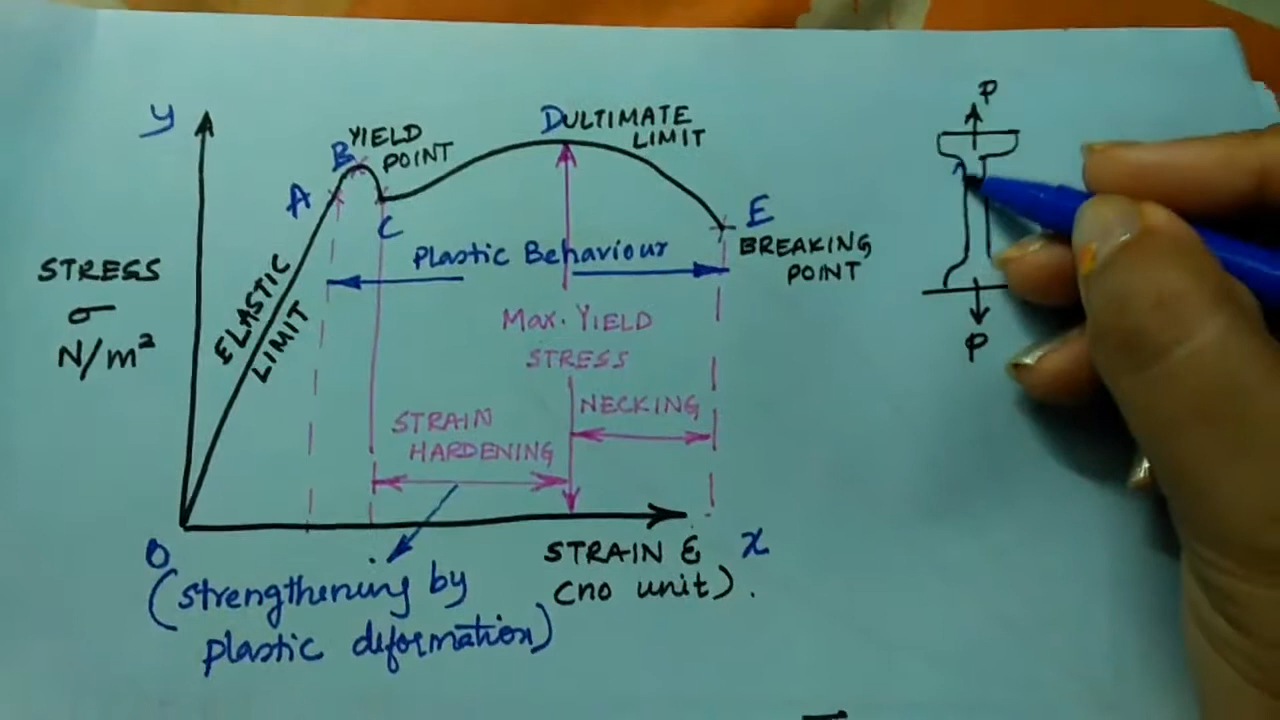 y
P
YIELD
POINT
B
A
C
D ULTIMATE
LIMIT
E
BREAKING
POINT
Plastic Behaviour
ELASTIC
LIMIT
STRESS
σ
N/m²
Max. YIELD
STRESS
NECKING
STRAIN
HARDENING
P
O
STRAIN ε
(no unit).
x
(strengthening by
plastic deformation)